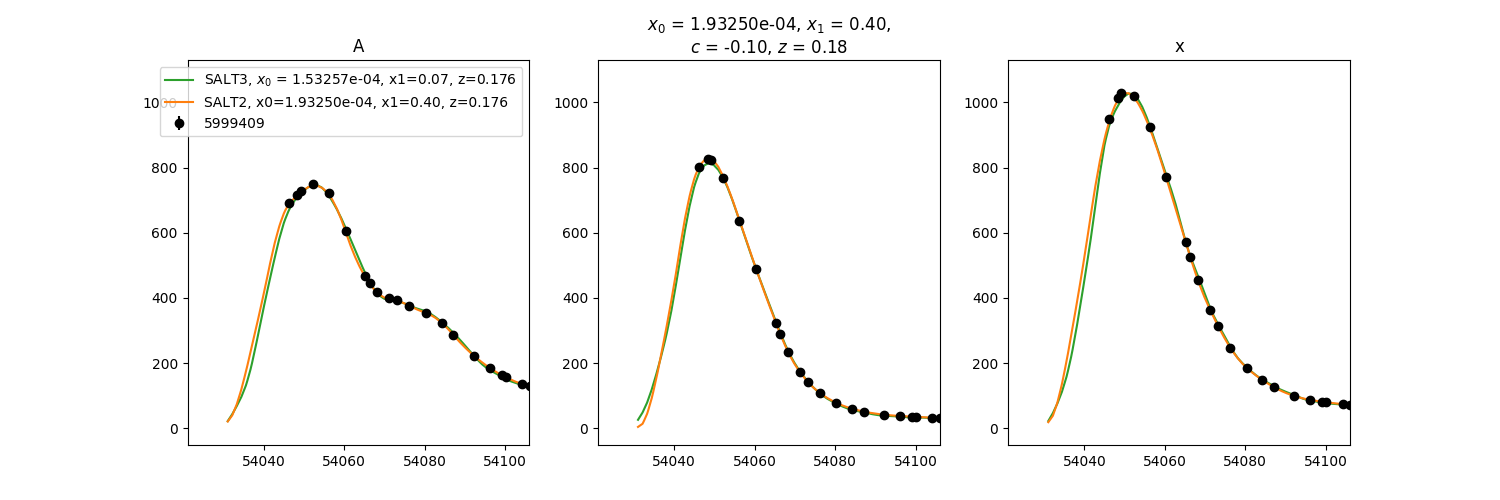 A
x₀ = 1.93250e-04, x₁ = 0.40,
c = -0.10, z = 0.18
x
SALT3, x₀ = 1.53257e-04, x1=0.07, z=0.176
SALT2, x0=1.93250e-04, x1=0.40, z=0.176
5999409
1000
800
600
400
200
0
54040 54060 54080 54100
1000
800
600
400
200
0
54040 54060 54080 54100
1000
800
600
400
200
0
54040 54060 54080 54100